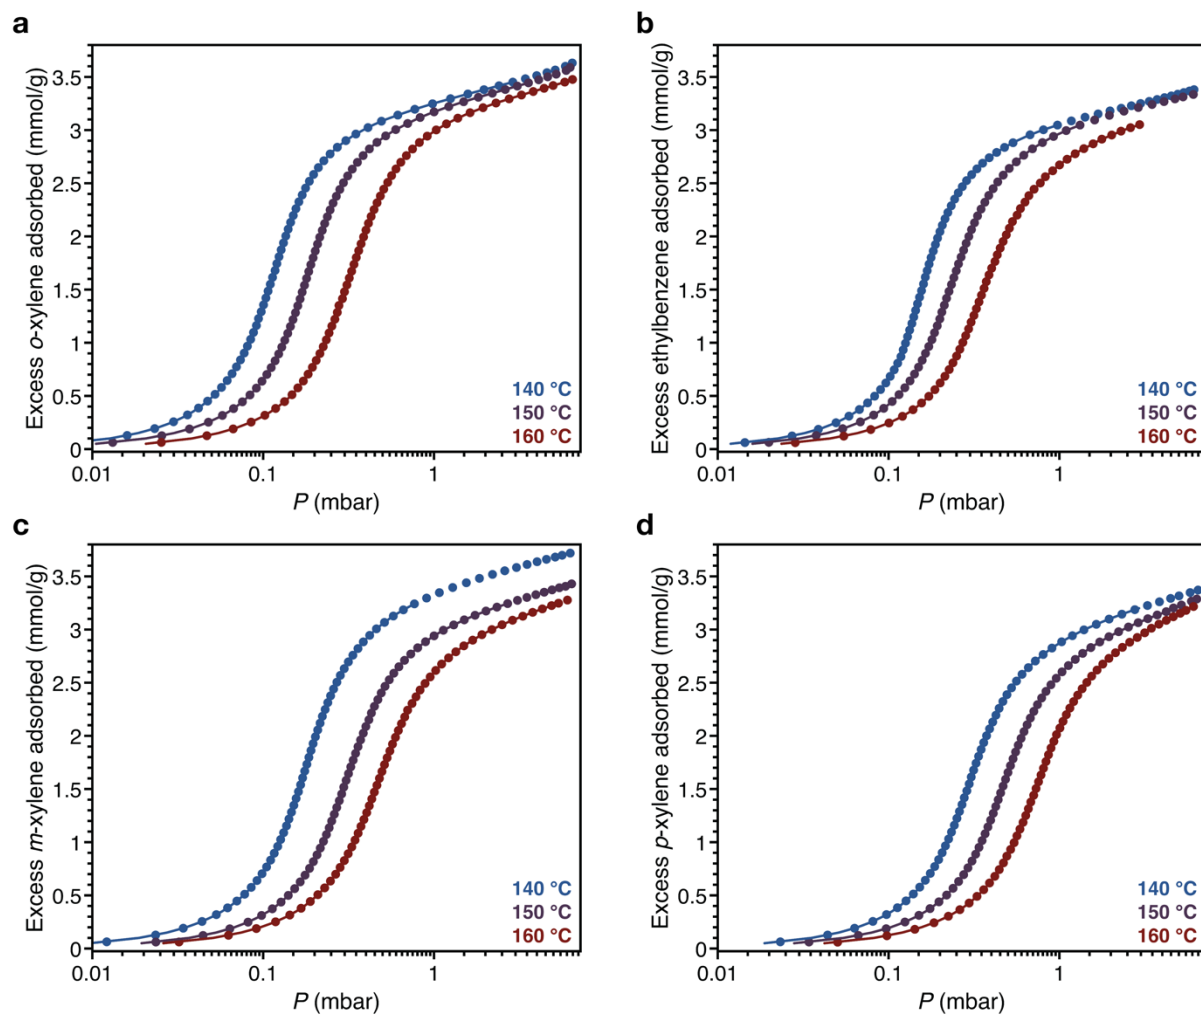 a
Excess o-xylene adsorbed (mmol/g)
3.5
3
2.5
2
1.5
1
0.5
0
140 °C
150 °C
160 °C
0.01
0.1
1
P (mbar)
b
Excess ethylbenzene adsorbed (mmol/g)
3.5
3
2.5
2
1.5
1
0.5
0
140 °C
150 °C
160 °C
0.01
0.1
1
P (mbar)
c
Excess m-xylene adsorbed (mmol/g)
3.5
3
2.5
2
1.5
1
0.5
0
140 °C
150 °C
160 °C
0.01
0.1
1
P (mbar)
d
Excess p-xylene adsorbed (mmol/g)
3.5
3
2.5
2
1.5
1
0.5
0
140 °C
150 °C
160 °C
0.01
0.1
1
P (mbar)